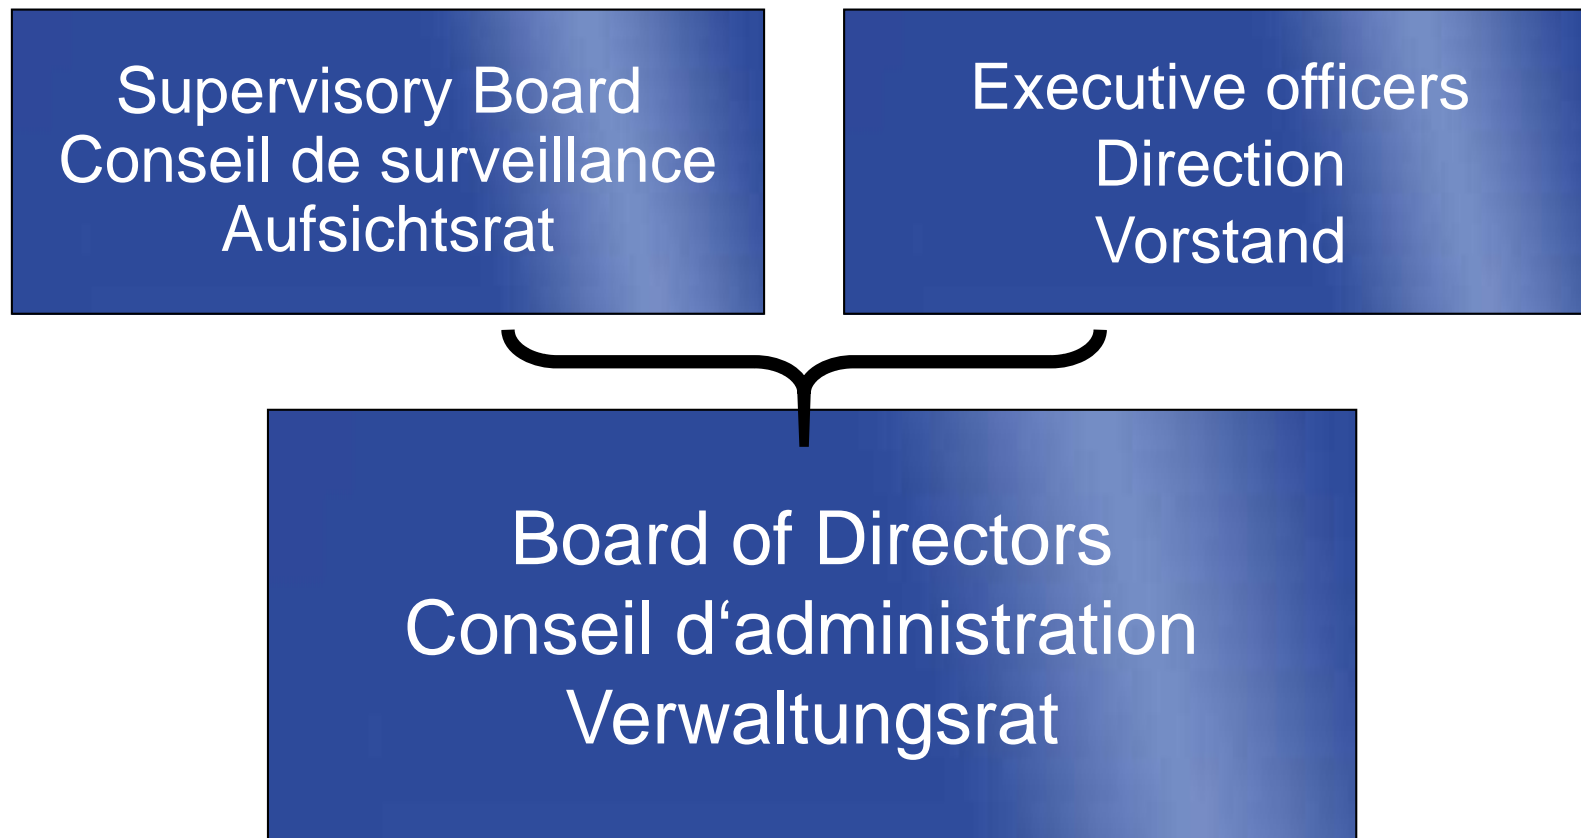 Supervisory Board
Conseil de surveillance
Aufsichtsrat
Executive officers
Direction
Vorstand
Board of Directors
Conseil d‘administration
Verwaltungsrat